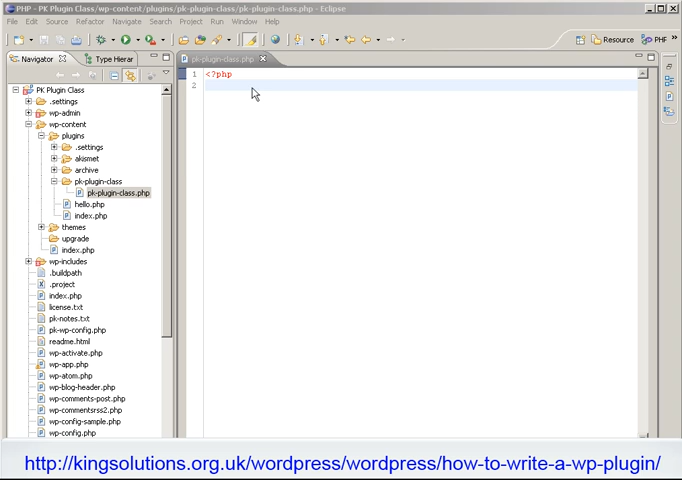 PHP - PK Plugin Class/wp-content/plugins/pk-plugin-class/pk-plugin-class.php - Eclipse
File Edit Source Refactor Navigate Search Project Run Window Help
Resource PHP »
Navigator Type Hierar pk-plugin-class.php
PK Plugin Class
.settings
wp-admin
wp-content
plugins
.settings
akismet
archive
pk-plugin-class
pk-plugin-class.php
hello.php
index.php
themes
upgrade
index.php
wp-includes
.buildpath
.project
index.php
license.txt
pk-notes.txt
pk-wp-config.php
readme.html
wp-activate.php
wp-app.php
wp-atom.php
wp-blog-header.php
wp-comments-post.php
wp-commentsrss2.php
wp-config-sample.php
wp-config.php
1 <?php
2
http://kingsolutions.org.uk/wordpress/wordpress/how-to-write-a-wp-plugin/